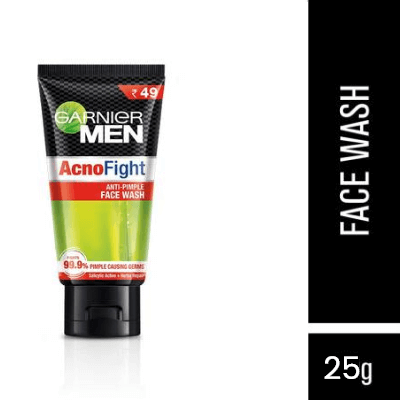 ₹ 49
GARNIER
MEN
AcnoFight
ANTI-PIMPLE
FACE WASH
99.9% PIMPLE CAUSING GERMS
FACE WASH
25g